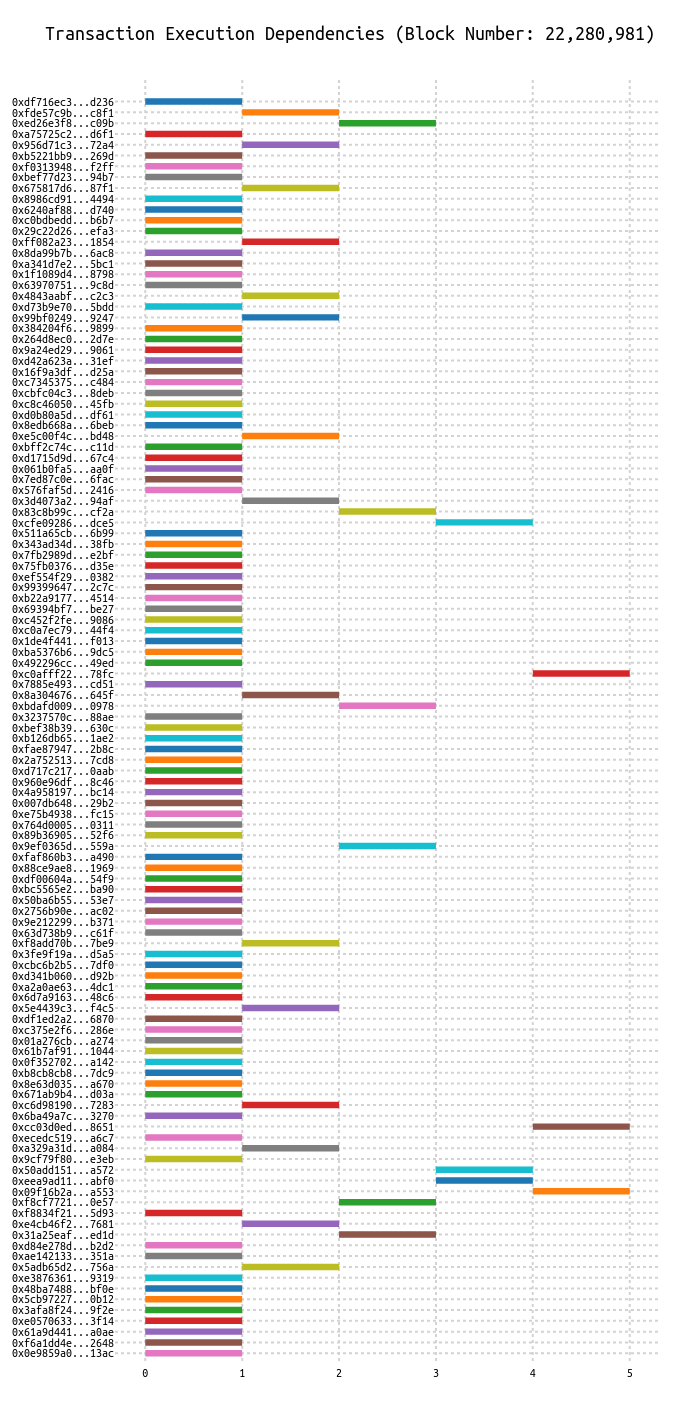 Transaction Execution Dependencies (Block Number: 22,280,981)
0xdf716ec3...d236
0xfde57c9b...c8f1
0xed26e3f8...c09b
0xa75725c2...d6f1
0x956d71c3...72a4
0xb5221bb9...269d
0xf0313948...f2ff
0xbef77d23...94b7
0x675817d6...87f1
0x8986cd91...4494
0x6240af88...d740
0xc0bdbedd...b6b7
0x29c22d26...efa3
0xff082a23...1854
0x8da99b7b...6ac8
0xa341d7e2...5bc1
0x1f1089d4...8798
0x63970751...9c8d
0x4843aabf...c2c3
0xd73b9e70...5bdd
0x99bf0249...9247
0x384204f6...9899
0x264d8ec0...2d7e
0x9a24ed29...9061
0xd42a623a...31ef
0x16f9a3df...d25a
0xc7345375...c484
0xcbfc04c3...8deb
0xc8c46050...45fb
0xd0b80a5d...df61
0x8edb668a...6beb
0xe5c00f4c...bd48
0xbff2c74c...c11d
0xd1715d9d...67c4
0x061b0fa5...aa0f
0x7ed87c0e...6fac
0x576faf5d...2416
0x3d4073a2...94af
0x83c8b99c...cf2a
0xcfe09286...dce5
0x511a65cb...6b99
0x343ad34d...38fb
0x7fb2989d...e2bf
0x75fb0376...d35e
0xef554f29...0382
0x99399647...2c7c
0xb22a9177...4514
0x69394bf7...be27
0xc452f2fe...9086
0xc0a7ec79...44f4
0x1de4f441...f013
0xba5376b6...9dc5
0x492296cc...49ed
0xc0afff22...78fc
0x7885e493...cd51
0x8a304676...645f
0xbdafd009...0978
0x3237570c...88ae
0xbef38b39...630c
0xb126db65...1ae2
0xfae87947...2b8c
0x2a752513...7cd8
0xd717c217...0aab
0x960e96df...8c46
0x4a958197...bc14
0x007db648...29b2
0xe75b4938...fc15
0x764d0005...0311
0x89b36905...52f6
0x9ef0365d...559a
0xfaf860b3...a490
0x88ce9ae8...1969
0xdf00604a...54f9
0xbc5565e2...ba90
0x50ba6b55...53e7
0x2756b90e...ac02
0x9e212299...b371
0x63d738b9...c61f
0xf8add70b...7be9
0x3fe9f19a...d5a5
0xcbc6b2b5...7df0
0xd341b060...d92b
0xa2a0ae63...4dc1
0x6d7a9163...48c6
0x5e4439c3...f4c5
0xdf1ed2a2...6870
0xc375e2f6...286e
0x01a276cb...a274
0x61b7af91...1044
0x0f352702...a142
0xb8cb8cb8...7dc9
0x8e63d035...a670
0x671ab9b4...d03a
0xc6d98190...7283
0x6ba49a7c...3270
0xcc03d0ed...8651
0xecedc519...a6c7
0xa329a31d...a084
0x9cf79f80...e3eb
0x50add151...a572
0xeea9ad11...abf0
0x09f16b2a...a553
0xf8cf7721...0e57
0xf8834f21...5d93
0xe4cb46f2...7681
0x31a25eaf...ed1d
0xd84e278d...b2d2
0xae142133...351a
0x5adb65d2...756a
0xe3876361...9319
0x48ba7488...bf0e
0x5cb97227...0b12
0x3afa8f24...9f2e
0xe0570633...3f14
0x61a9d441...a0ae
0xf6a1dd4e...2648
0x0e9859a0...13ac
0 1 2 3 4 5